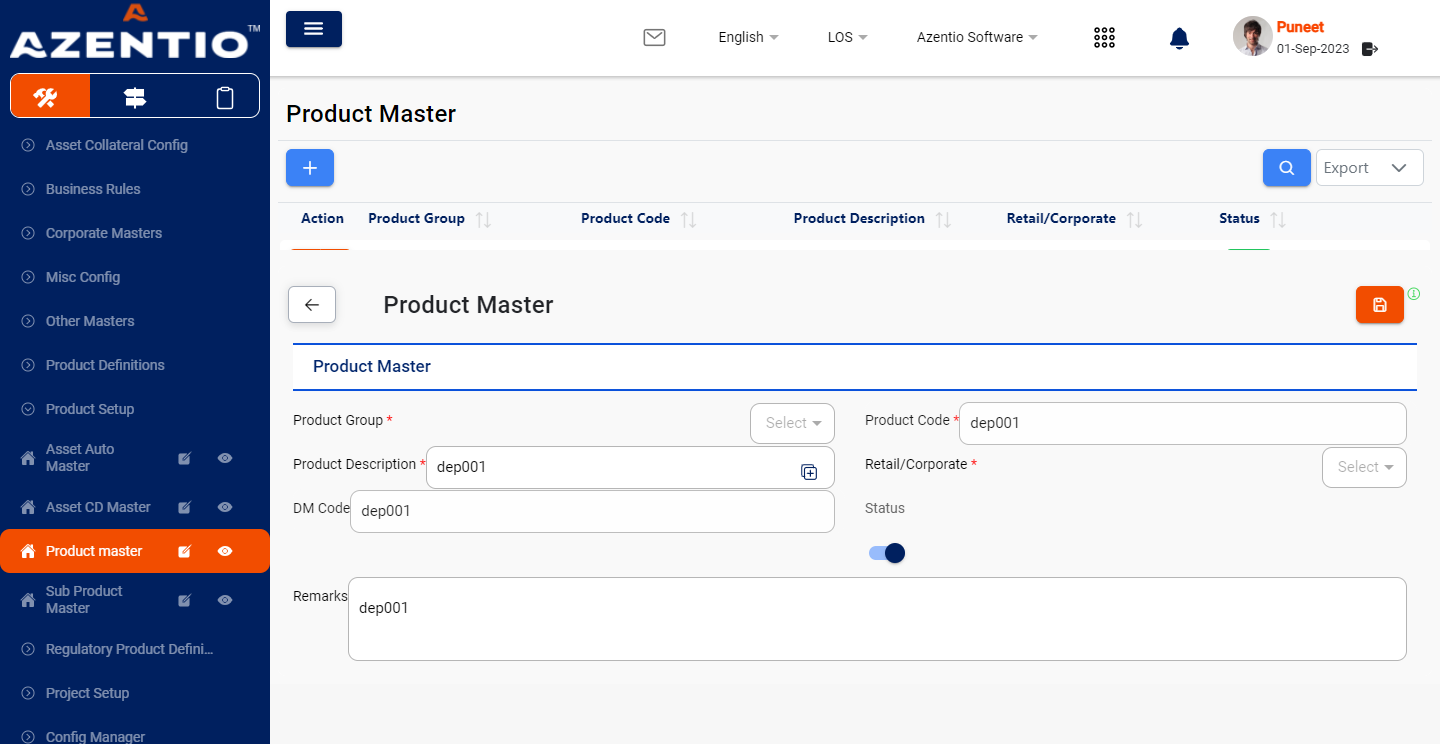 AZENTIO™
English
LOS
Azentio Software
Puneet
01-Sep-2023
Asset Collateral Config
Business Rules
Corporate Masters
Misc Config
Other Masters
Product Definitions
Product Setup
Asset Auto
Master
Asset CD Master
Product master
Sub Product
Master
Regulatory Product Defini...
Project Setup
Config Manager
Product Master
+
Export
Action Product Group Product Code Product Description Retail/Corporate Status
Product Master
Product Master
Product Group * Select
Product Code * dep001
Product Description * dep001
Retail/Corporate * Select
DM Code dep001
Status
Remarks dep001